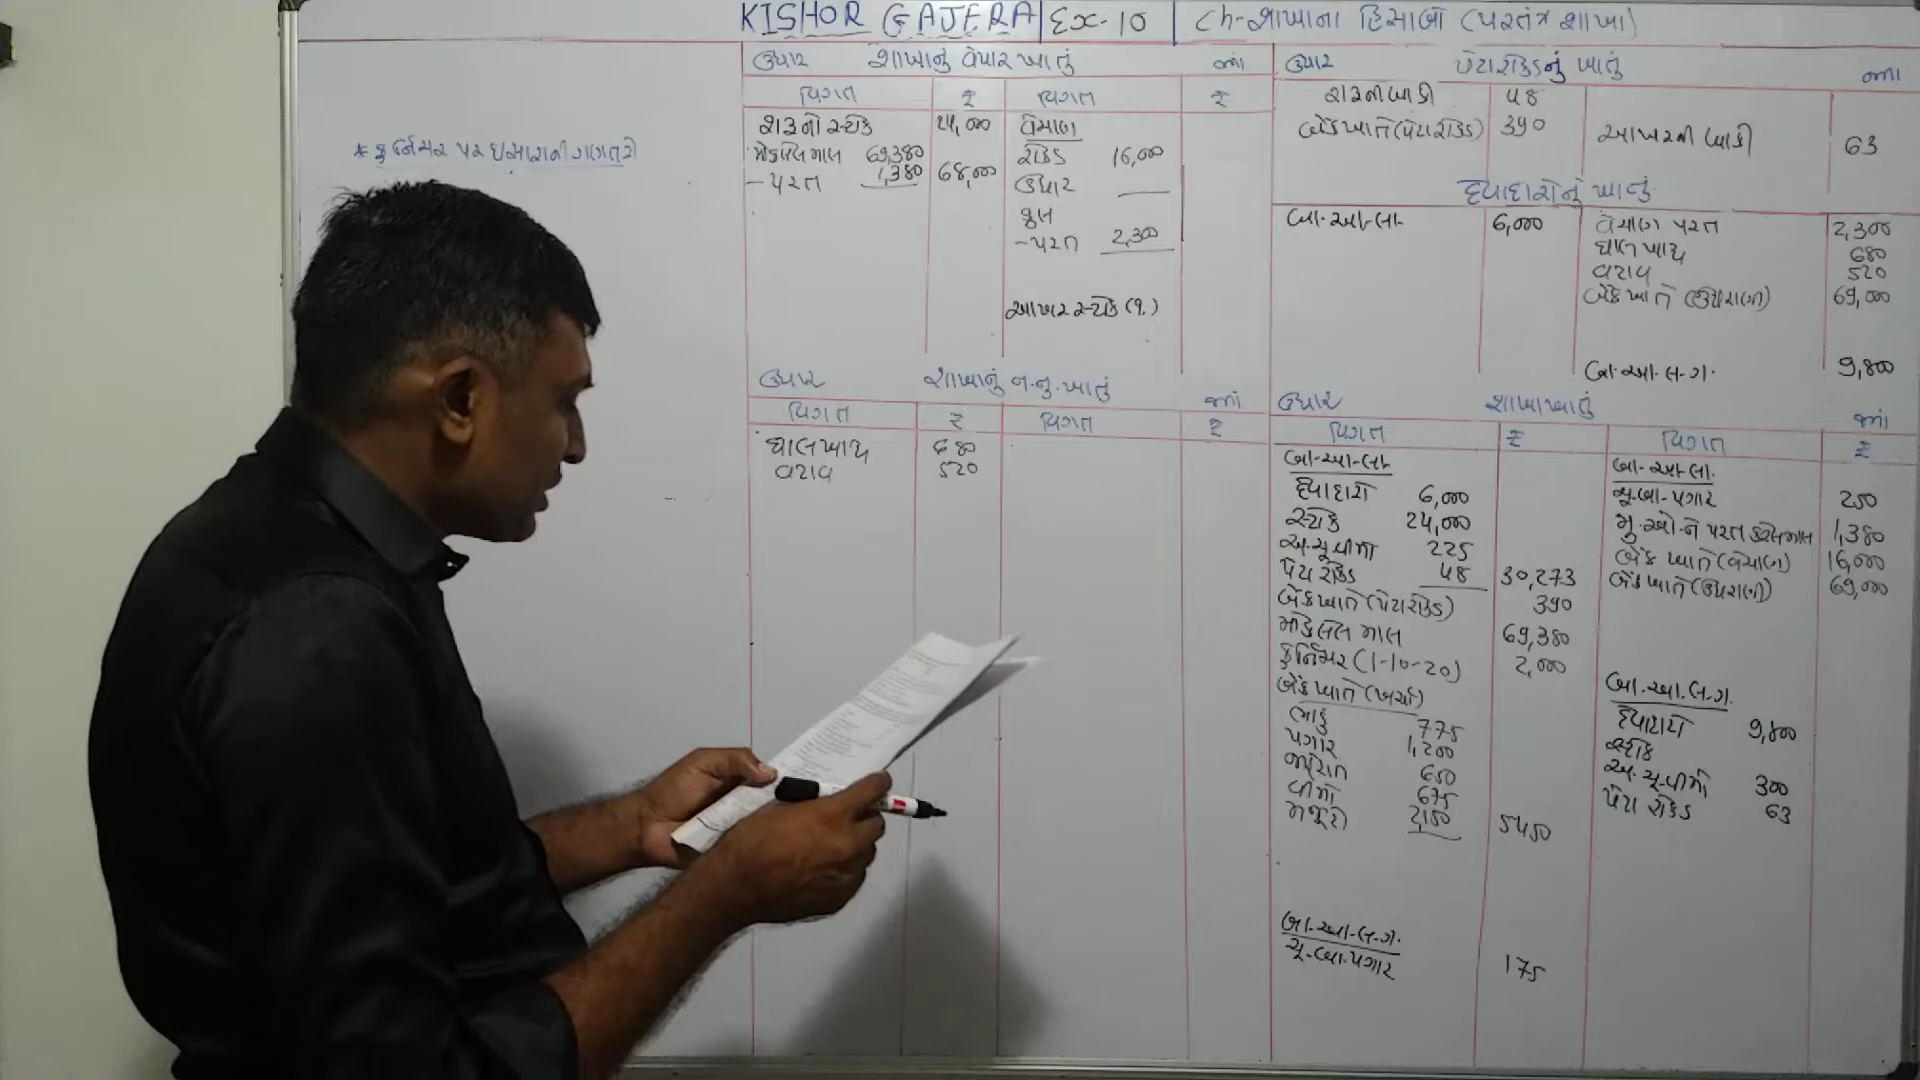 KISHOR GAJERA | Ex-10 | Ch-શાખાના હિસાબો (પરતંત્ર શાખા)
ઉધાર શાખાનું વેપાર ખાતું જમા
વિગત ₹ વિગત ₹
શરૂનો સ્ટોક 24,000 વેચાણ
મોકલેલ માલ 69,380 રોકડ 16,000
- પરત 1,380 68,000 ઉધાર
કુલ
- પરત 2,300
આખર સ્ટોક (૧.)
* ફર્નિચર પર ઘસારાની ગણતરી
ઉધાર શાખાનું ન.નુ. ખાતું જમા
વિગત ₹ વિગત ₹
ઘાલખાધ 680
વટાવ 520
ઉધાર પેટારોકડનું ખાતું જમા
શરૂની બાકી 48
બેંક ખાતે (પેટારોકડ) 390 આખરની બાકી 63
દેવાદારોનું ખાતું
બા.આ.લા. 6,000 વેચાણ પરત 2,300
ઘાલખાધ 680
વટાવ 520
બેંક ખાતે (ઉઘરાણી) 69,000
બા.આ.લ.ગ. 9,800
ઉધાર શાખા ખાતું જમા
વિગત ₹ વિગત ₹
બા.આ.લા. બા.આ.લા.
દેવાદારો 6,000 ચૂ.બા.પગાર 250
સ્ટોક 24,000 મુ.ઓ.ને પરત કરેલ માલ 1,380
અ.ચૂ.વીમો 225 બેંક ખાતે (વેચાણ) 16,000
પેટા રોકડ 48 30,273 બેંક ખાતે (ઉઘરાણી) 69,000
બેંક ખાતે (પેટારોકડ) 390
મોકલેલ માલ 69,380
ફર્નિચર (1-10-20) 2,000
બેંક ખાતે (ખર્ચા) બા.આ.લ.ગ.
ભાડું 775 દેવાદારો 9,800
પગાર 1,200 સ્ટોક
જાહેરાત 650 અ.ચૂ.વીમો 300
વીમો 675 પેટા રોકડ 63
મજૂરી 2,150 5450
બા.આ.લ.ગ.
ચૂ.બા.પગાર 175